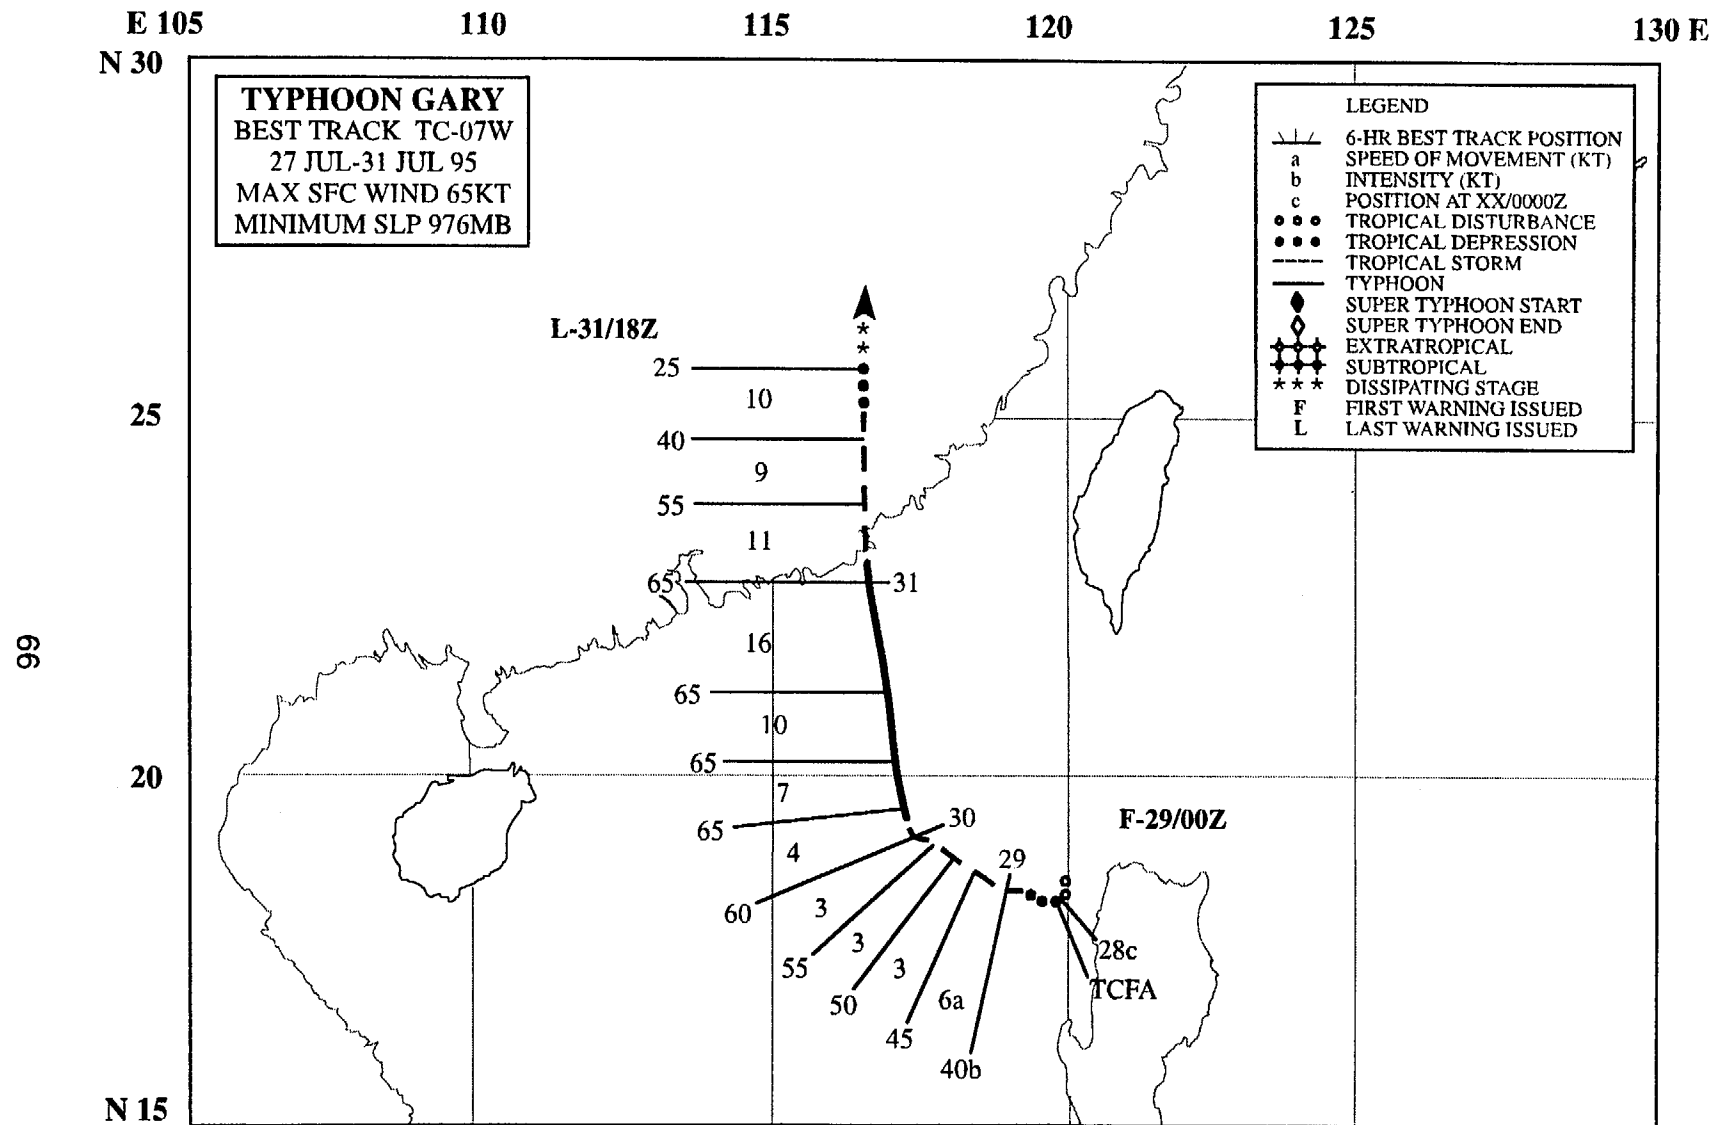 E 105 110 115 120 125 130 E
N 30
TYPHOON GARY
BEST TRACK TC-07W
27 JUL-31 JUL 95
MAX SFC WIND 65KT
MINIMUM SLP 976MB
LEGEND
6-HR BEST TRACK POSITION
a SPEED OF MOVEMENT (KT)
b INTENSITY (KT)
c POSITION AT XX/0000Z
TROPICAL DISTURBANCE
TROPICAL DEPRESSION
TROPICAL STORM
TYPHOON
SUPER TYPHOON START
SUPER TYPHOON END
EXTRATROPICAL
SUBTROPICAL
* * * DISSIPATING STAGE
F FIRST WARNING ISSUED
L LAST WARNING ISSUED
L-31/18Z
*
*
25
10
25
40
9
55
11
65 31
16
65
10
65
20
7
65
30
F-29/00Z
4
29
60
3
55
3
28c
50
3
TCFA
45
6a
40b
N 15
66